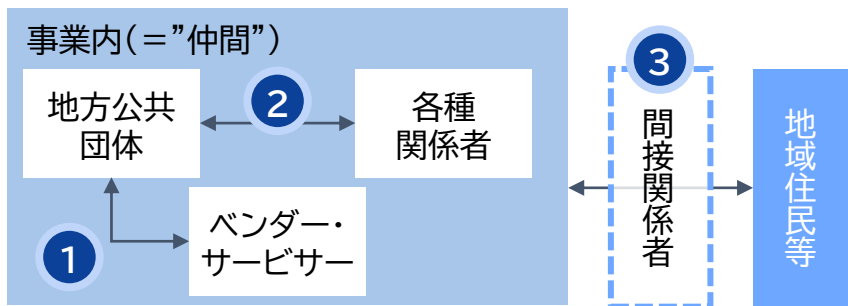 事業内(=”仲間”)
地方公共
団体
2
各種
関係者
1
ベンダー・
サービサー
3
間接関係者
地域住民等